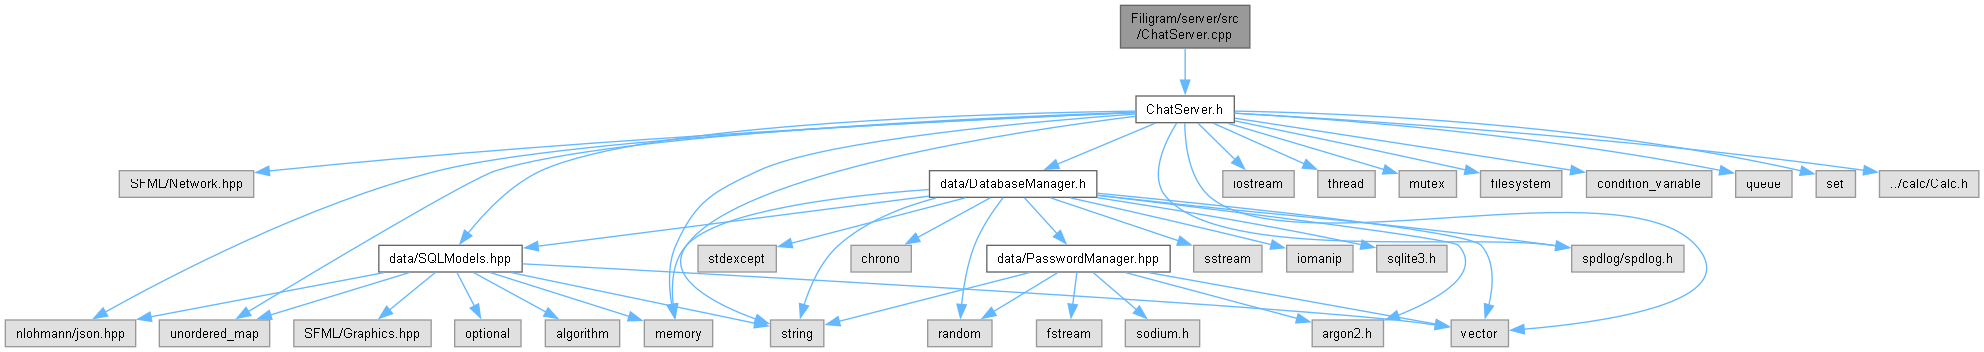 Filigram/server/src
/ChatServer.cpp
ChatServer.h
SFML/Network.hpp
data/DatabaseManager.h
iostream
thread
mutex
filesystem
condition_variable
queue
set
../calc/Calc.h
data/SQLModels.hpp
stdexcept
chrono
data/PasswordManager.hpp
sstream
iomanip
sqlite3.h
spdlog/spdlog.h
nlohmann/json.hpp
unordered_map
SFML/Graphics.hpp
optional
algorithm
memory
string
random
fstream
sodium.h
argon2.h
vector